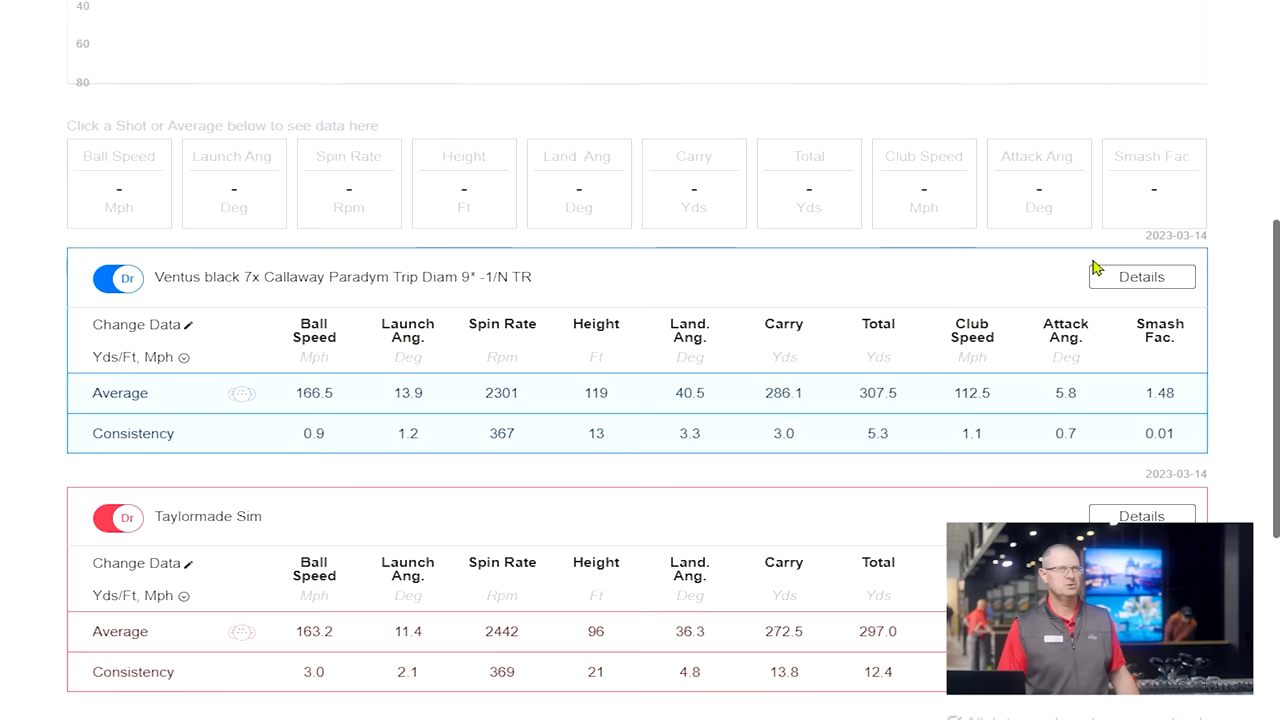 40
60
80
Click a Shot or Average below to see data here
Ball Speed Launch Ang Spin Rate Height Land Ang Carry Total Club Speed Attack Ang Smash Fac
- - - - - - - - - -
Mph Deg Rpm Ft Deg Yds Yds Mph Deg
2023-03-14
Dr Ventus black 7x Callaway Paradym Trip Diam 9* -1/N TR Details
Change Data Ball Speed Launch Ang. Spin Rate Height Land. Ang. Carry Total Club Speed Attack Ang. Smash Fac.
Yds/Ft, Mph Mph Deg Rpm Ft Deg Yds Yds Mph Deg
Average 166.5 13.9 2301 119 40.5 286.1 307.5 112.5 5.8 1.48
Consistency 0.9 1.2 367 13 3.3 3.0 5.3 1.1 0.7 0.01
2023-03-14
Dr Taylormade Sim Details
Change Data Ball Speed Launch Ang. Spin Rate Height Land. Ang. Carry Total
Yds/Ft, Mph Mph Deg Rpm Ft Deg Yds Yds
Average 163.2 11.4 2442 96 36.3 272.5 297.0
Consistency 3.0 2.1 369 21 4.8 13.8 12.4